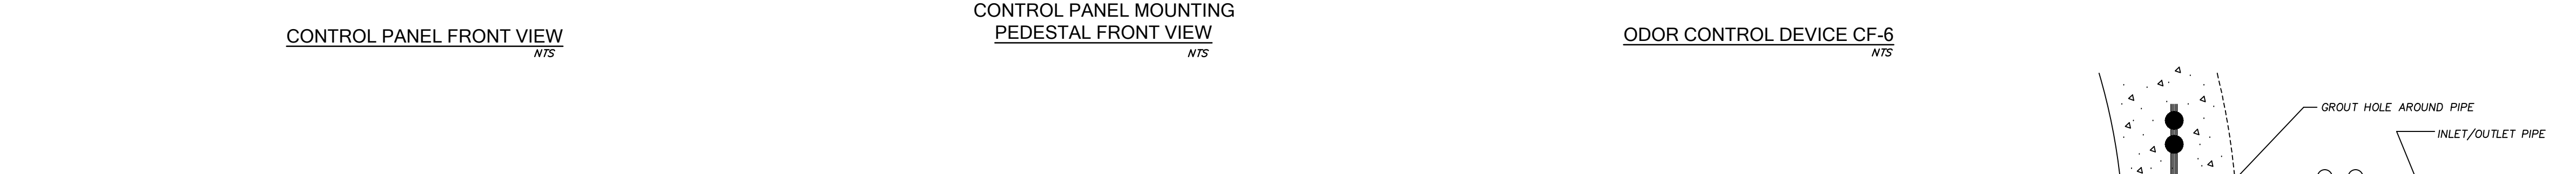 CONTROL PANEL FRONT VIEW
NTS
CONTROL PANEL MOUNTING
PEDESTAL FRONT VIEW
NTS
ODOR CONTROL DEVICE CF-6
NTS
GROUT HOLE AROUND PIPE
INLET/OUTLET PIPE